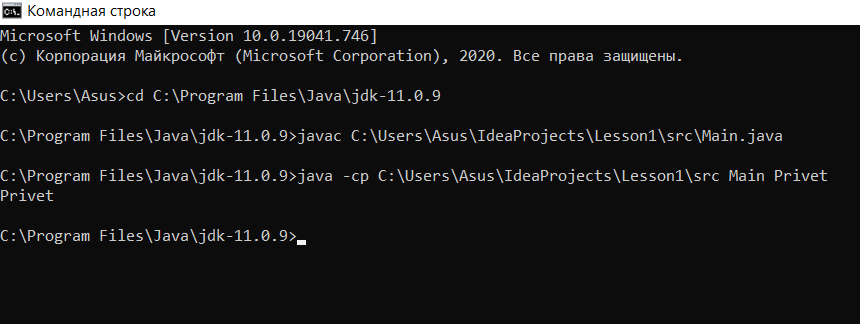 Командная строка
Microsoft Windows [Version 10.0.19041.746]
(c) Корпорация Майкрософт (Microsoft Corporation), 2020. Все права защищены.
C:\Users\Asus>cd C:\Program Files\Java\jdk-11.0.9
C:\Program Files\Java\jdk-11.0.9>javac C:\Users\Asus\IdeaProjects\Lesson1\src\Main.java
C:\Program Files\Java\jdk-11.0.9>java -cp C:\Users\Asus\IdeaProjects\Lesson1\src Main Privet
Privet
C:\Program Files\Java\jdk-11.0.9>